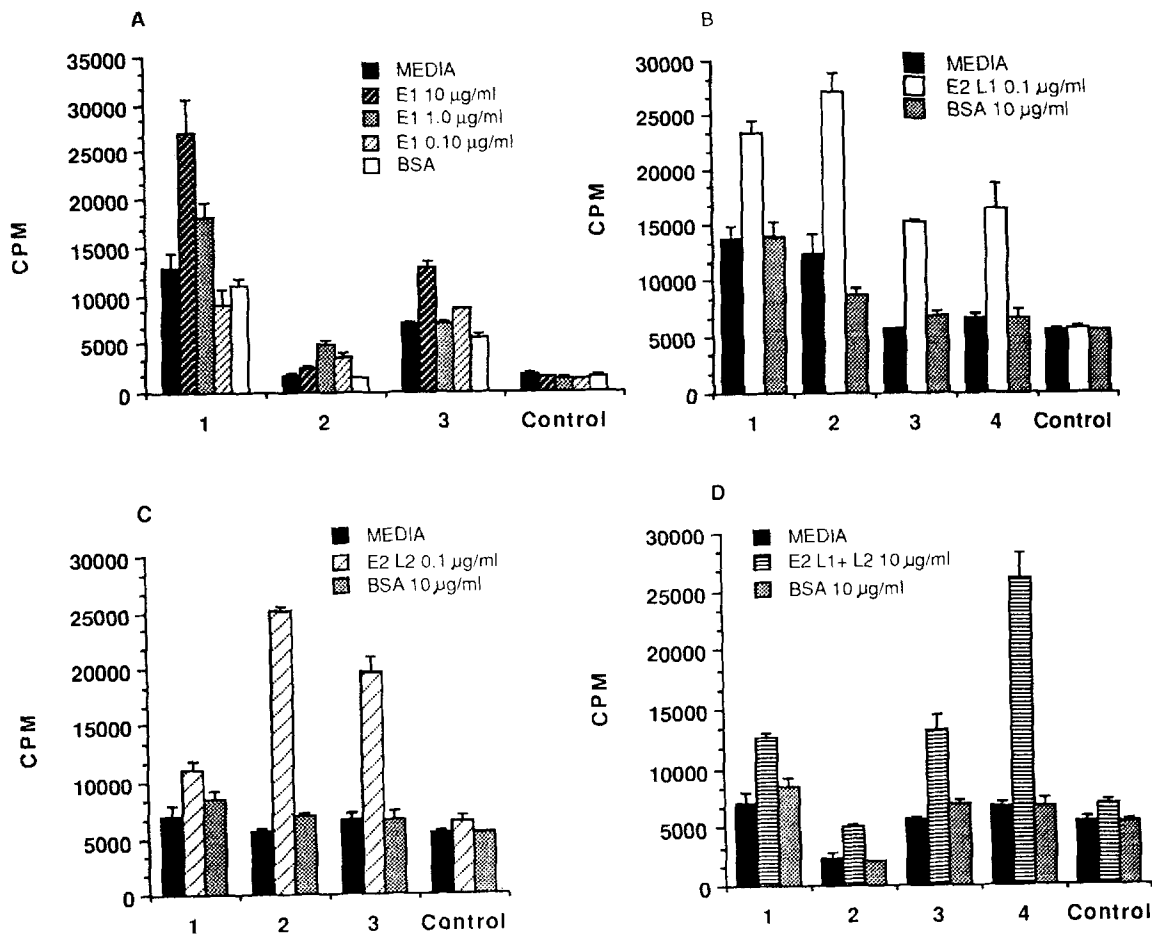 A
35000
30000
25000
20000
15000
10000
5000
0
CPM
MEDIA
E1 10 µg/ml
E1 1.0 µg/ml
E1 0.10 µg/ml
BSA
1 2 3 Control
B
30000
25000
20000
15000
10000
5000
0
CPM
MEDIA
E2 L1 0.1 µg/ml
BSA 10 µg/ml
1 2 3 4 Control
C
30000
25000
20000
15000
10000
5000
0
CPM
MEDIA
E2 L2 0.1 µg/ml
BSA 10 µg/ml
1 2 3 Control
D
30000
25000
20000
15000
10000
5000
0
CPM
MEDIA
E2 L1+ L2 10 µg/ml
BSA 10 µg/ml
1 2 3 4 Control